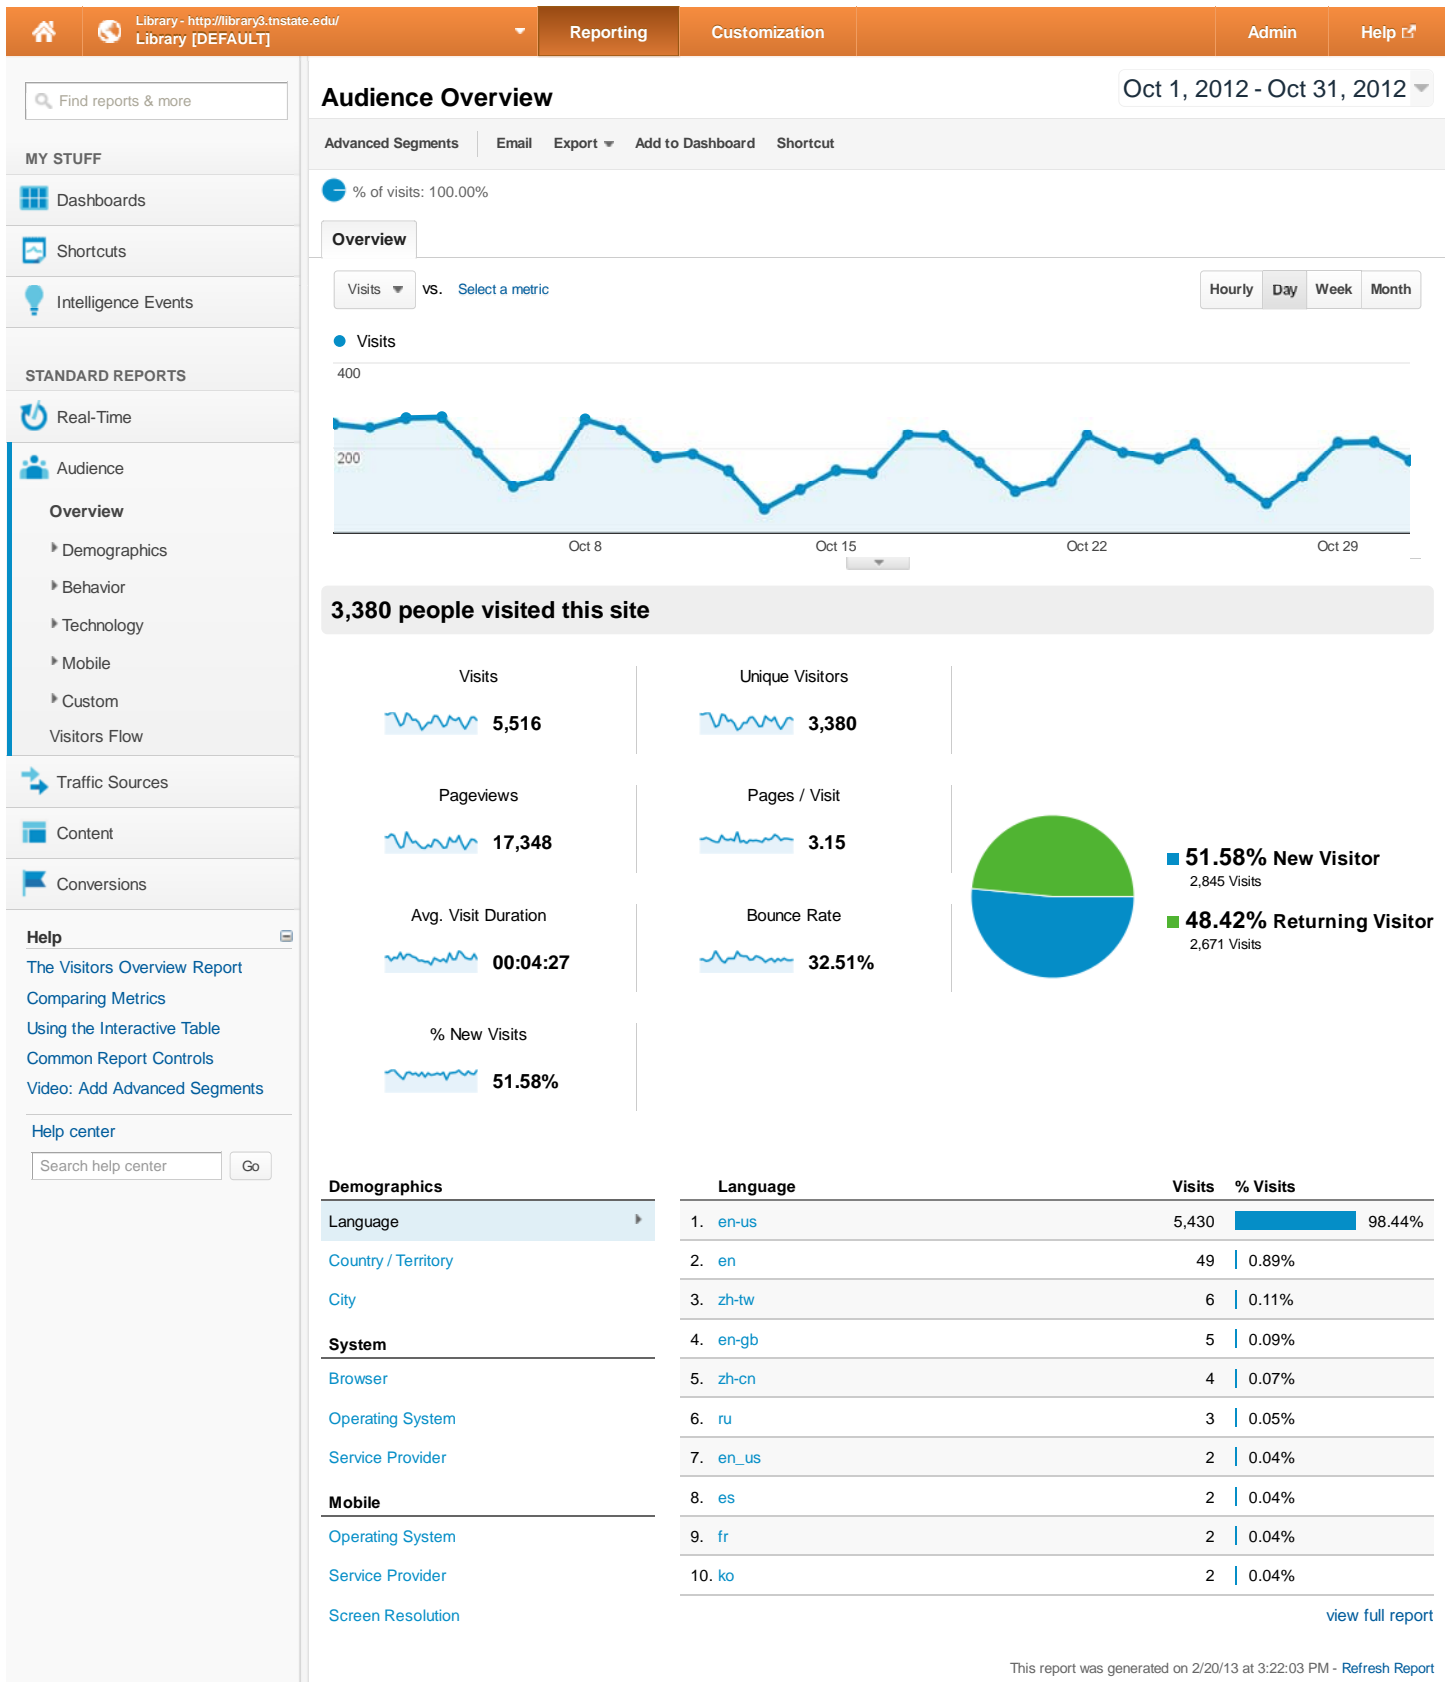 Library - http://library3.tnstate.edu/
Library [DEFAULT]
Reporting
Customization
Admin
Help
Find reports & more
MY STUFF
Dashboards
Shortcuts
Intelligence Events
STANDARD REPORTS
Real-Time
Audience
Overview
Demographics
Behavior
Technology
Mobile
Custom
Visitors Flow
Traffic Sources
Content
Conversions
Help
The Visitors Overview Report
Comparing Metrics
Using the Interactive Table
Common Report Controls
Video: Add Advanced Segments
Help center
Search help center Go
Audience Overview
Oct 1, 2012 - Oct 31, 2012
Advanced Segments Email Export Add to Dashboard Shortcut
% of visits: 100.00%
Overview
Visits VS. Select a metric
Hourly Day Week Month
Visits
400
200
Oct 8 Oct 15 Oct 22 Oct 29
3,380 people visited this site
Visits
5,516
Unique Visitors
3,380
Pageviews
17,348
Pages / Visit
3.15
Avg. Visit Duration
00:04:27
Bounce Rate
32.51%
% New Visits
51.58%
51.58% New Visitor
2,845 Visits
48.42% Returning Visitor
2,671 Visits
Demographics
Language
Country / Territory
City
System
Browser
Operating System
Service Provider
Mobile
Operating System
Service Provider
Screen Resolution
Language Visits % Visits
1. en-us 5,430 98.44%
2. en 49 0.89%
3. zh-tw 6 0.11%
4. en-gb 5 0.09%
5. zh-cn 4 0.07%
6. ru 3 0.05%
7. en_us 2 0.04%
8. es 2 0.04%
9. fr 2 0.04%
10. ko 2 0.04%
view full report
This report was generated on 2/20/13 at 3:22:03 PM - Refresh Report